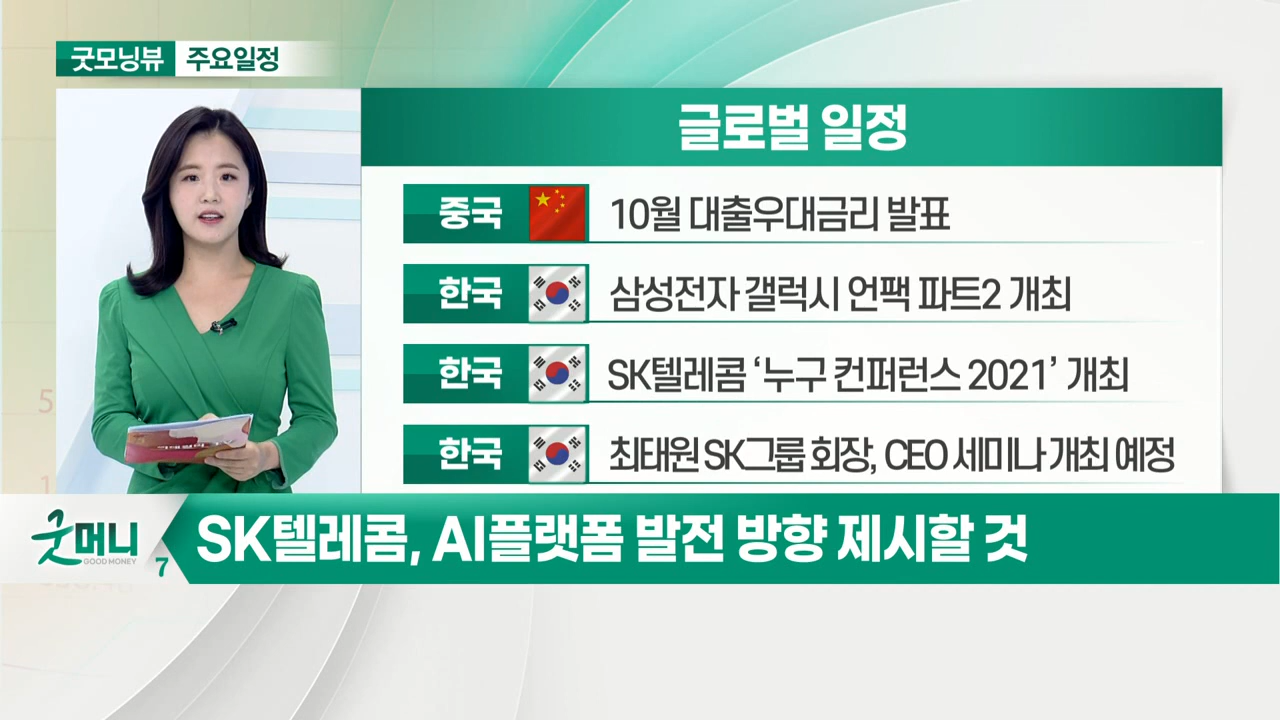 굿모닝뷰 주요일정
글로벌 일정
중국 10월 대출우대금리 발표
한국 삼성전자 갤럭시 언팩 파트2 개최
한국 SK텔레콤 ‘누구 컨퍼런스 2021’ 개최
한국 최태원 SK그룹 회장, CEO 세미나 개최 예정
굿머니 SK텔레콤, AI플랫폼 발전 방향 제시할 것
GOOD MONEY 7
5
1